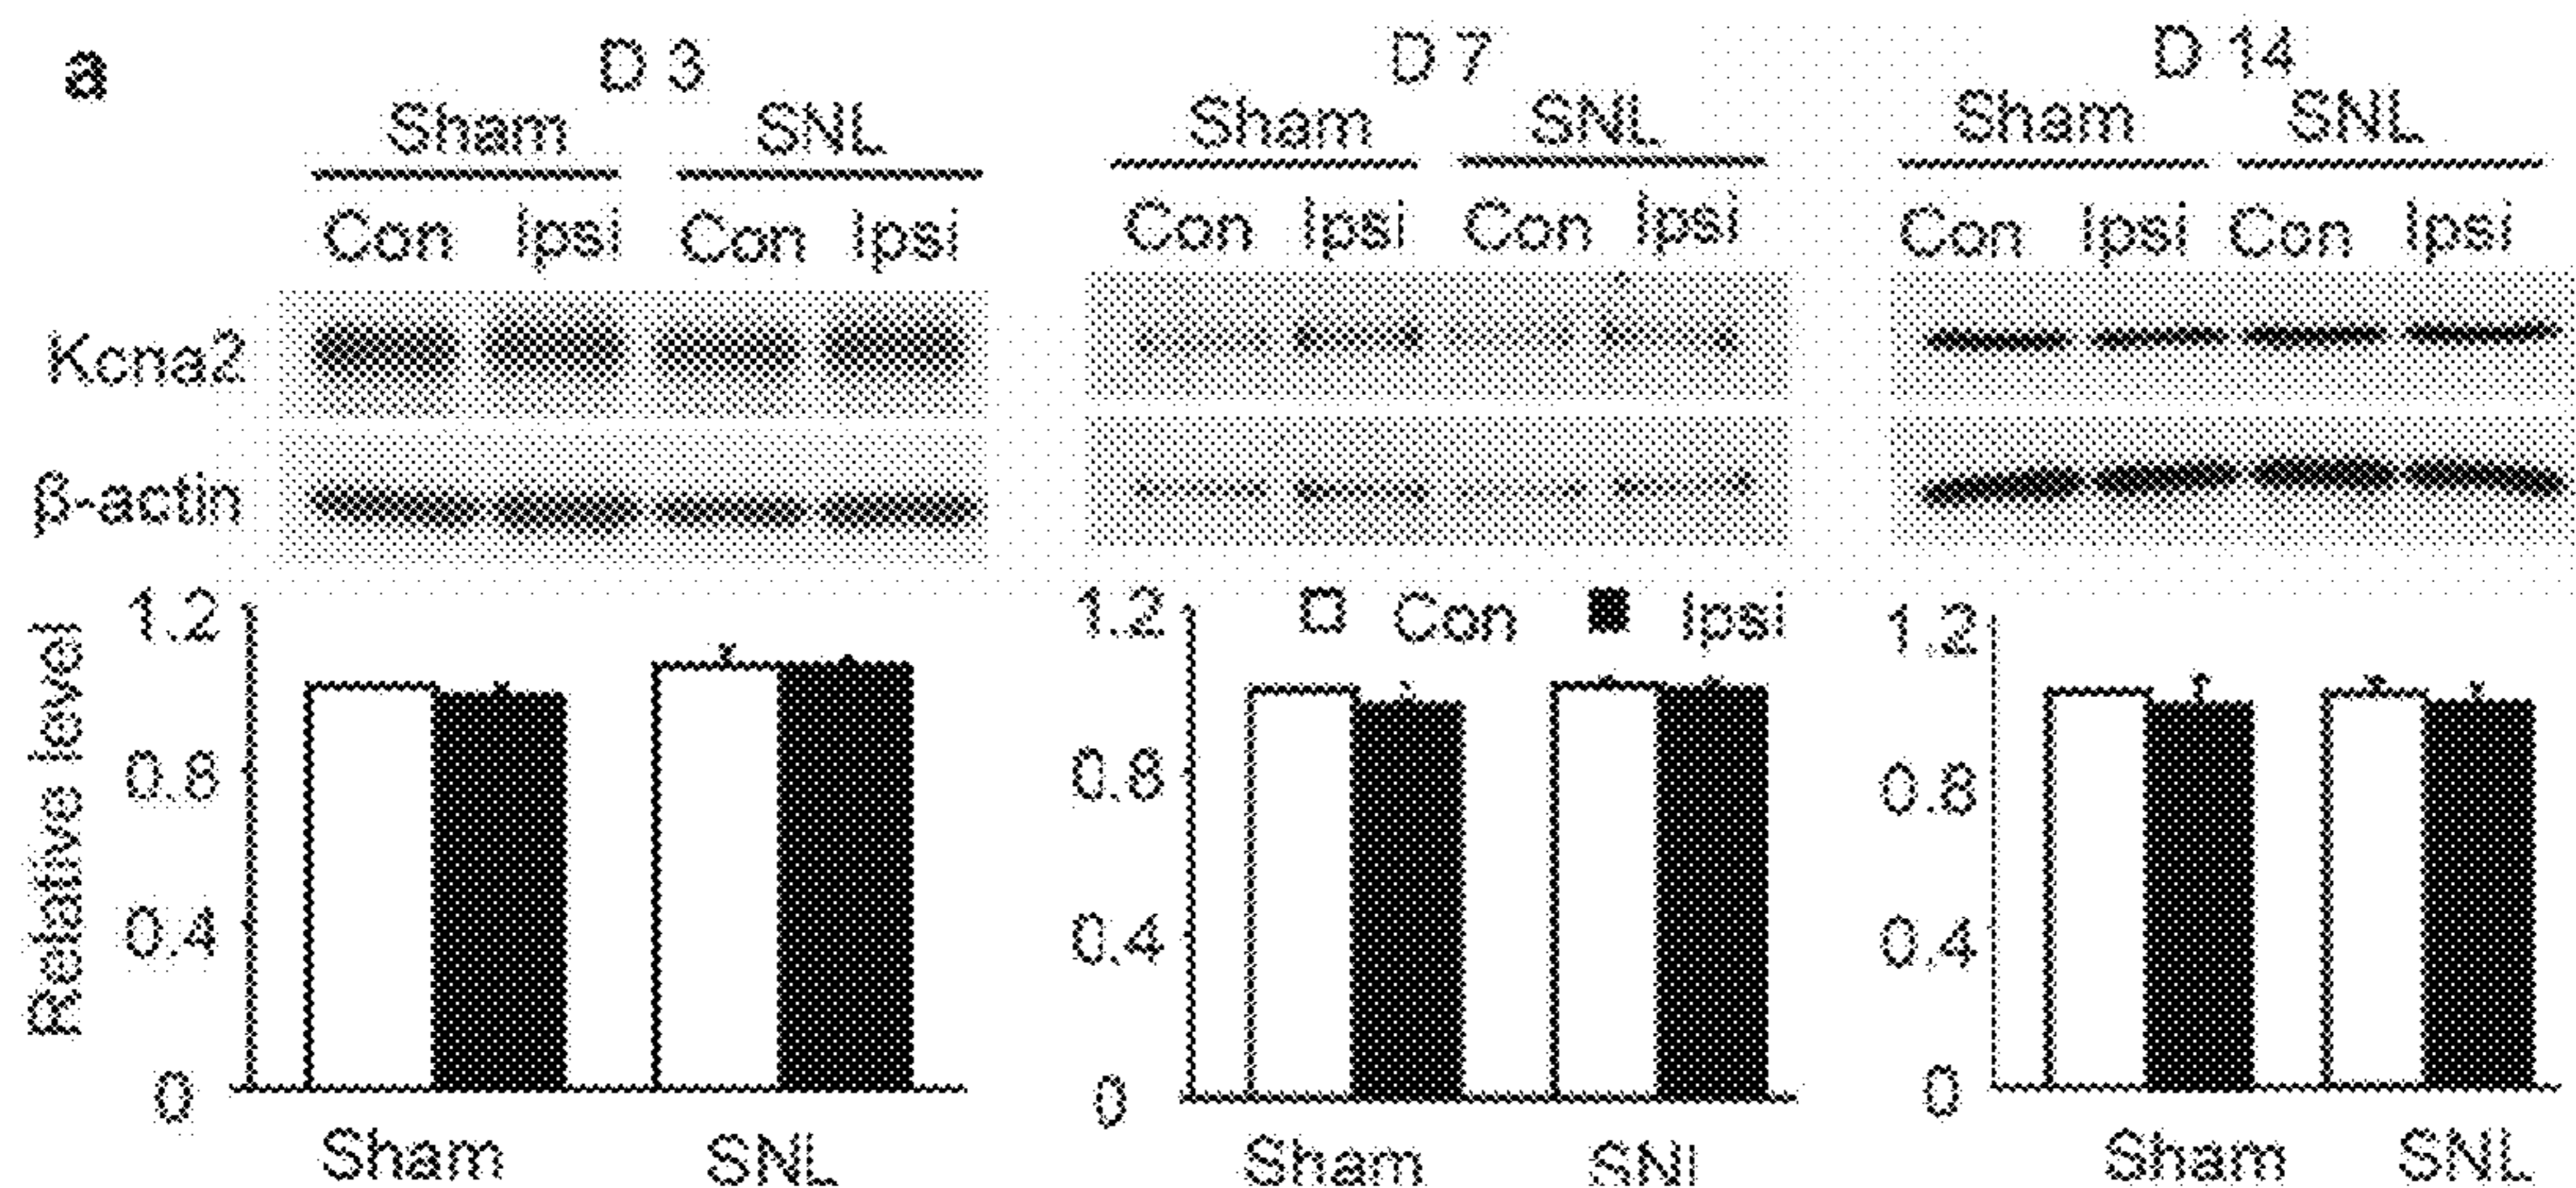 a
D 3 D 7 D 14
Sham SNL Sham SNL Sham SNL
Con Ipsi Con Ipsi Con Ipsi Con Ipsi Con Ipsi Con Ipsi
Kcna2
β-actin
Relative level
1.2 1.2 Con Ipsi 1.2
0.8 0.8 0.8
0.4 0.4 0.4
0 0 0
Sham SNL Sham SNL Sham SNL